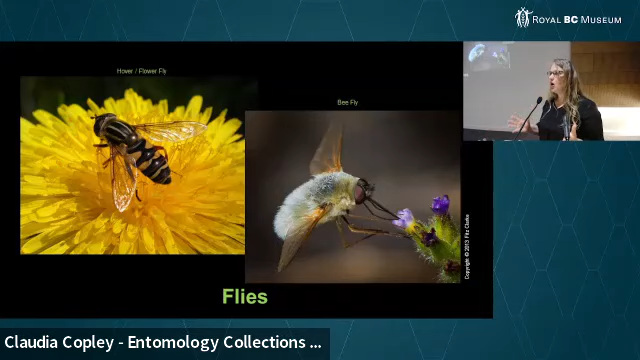 ROYAL BC MUSEUM
Hover / Flower Fly
Bee Fly
Copyright © 2013 Fitz Clarke
Flies
Claudia Copley - Entomology Collections ...